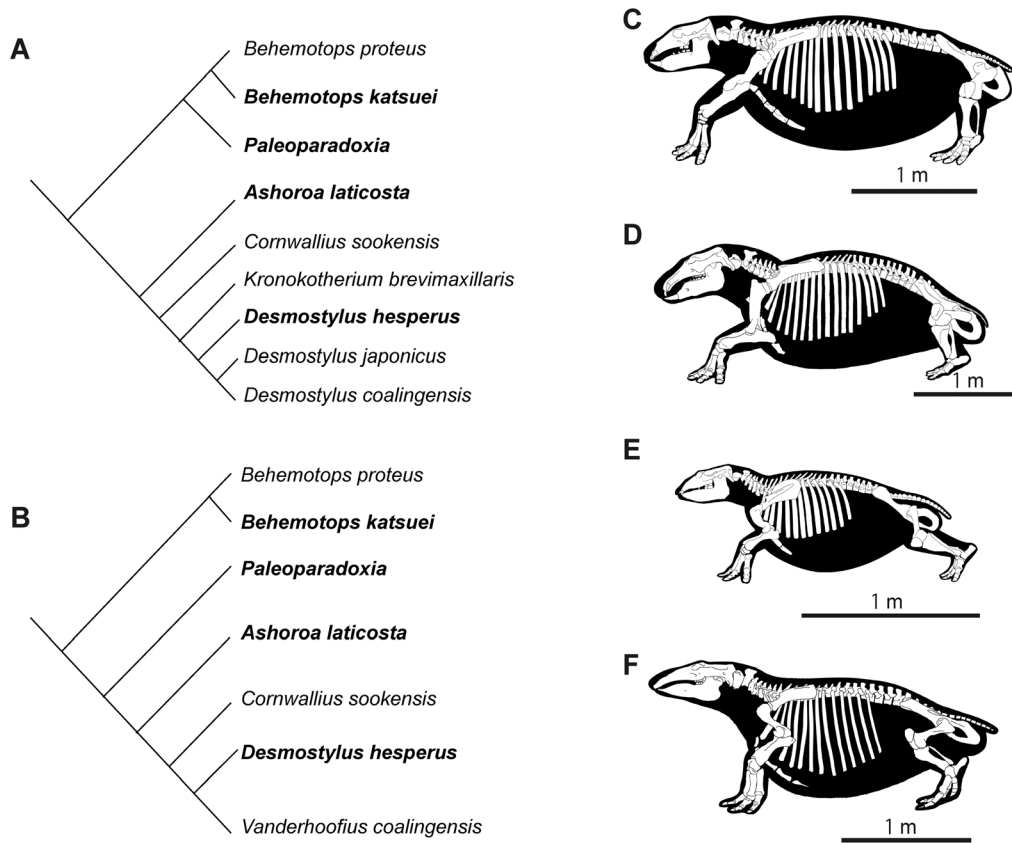 A
Behemotops proteus
Behemotops katsuei
Paleoparadoxia
Ashoroa laticosta
Cornwallius sookensis
Kronokotherium brevimaxillaris
Desmostylus hesperus
Desmostylus japonicus
Desmostylus coalingensis
B
Behemotops proteus
Behemotops katsuei
Paleoparadoxia
Ashoroa laticosta
Cornwallius sookensis
Desmostylus hesperus
Vanderhoofius coalingensis
C
1 m
D
1 m
E
1 m
F
1 m